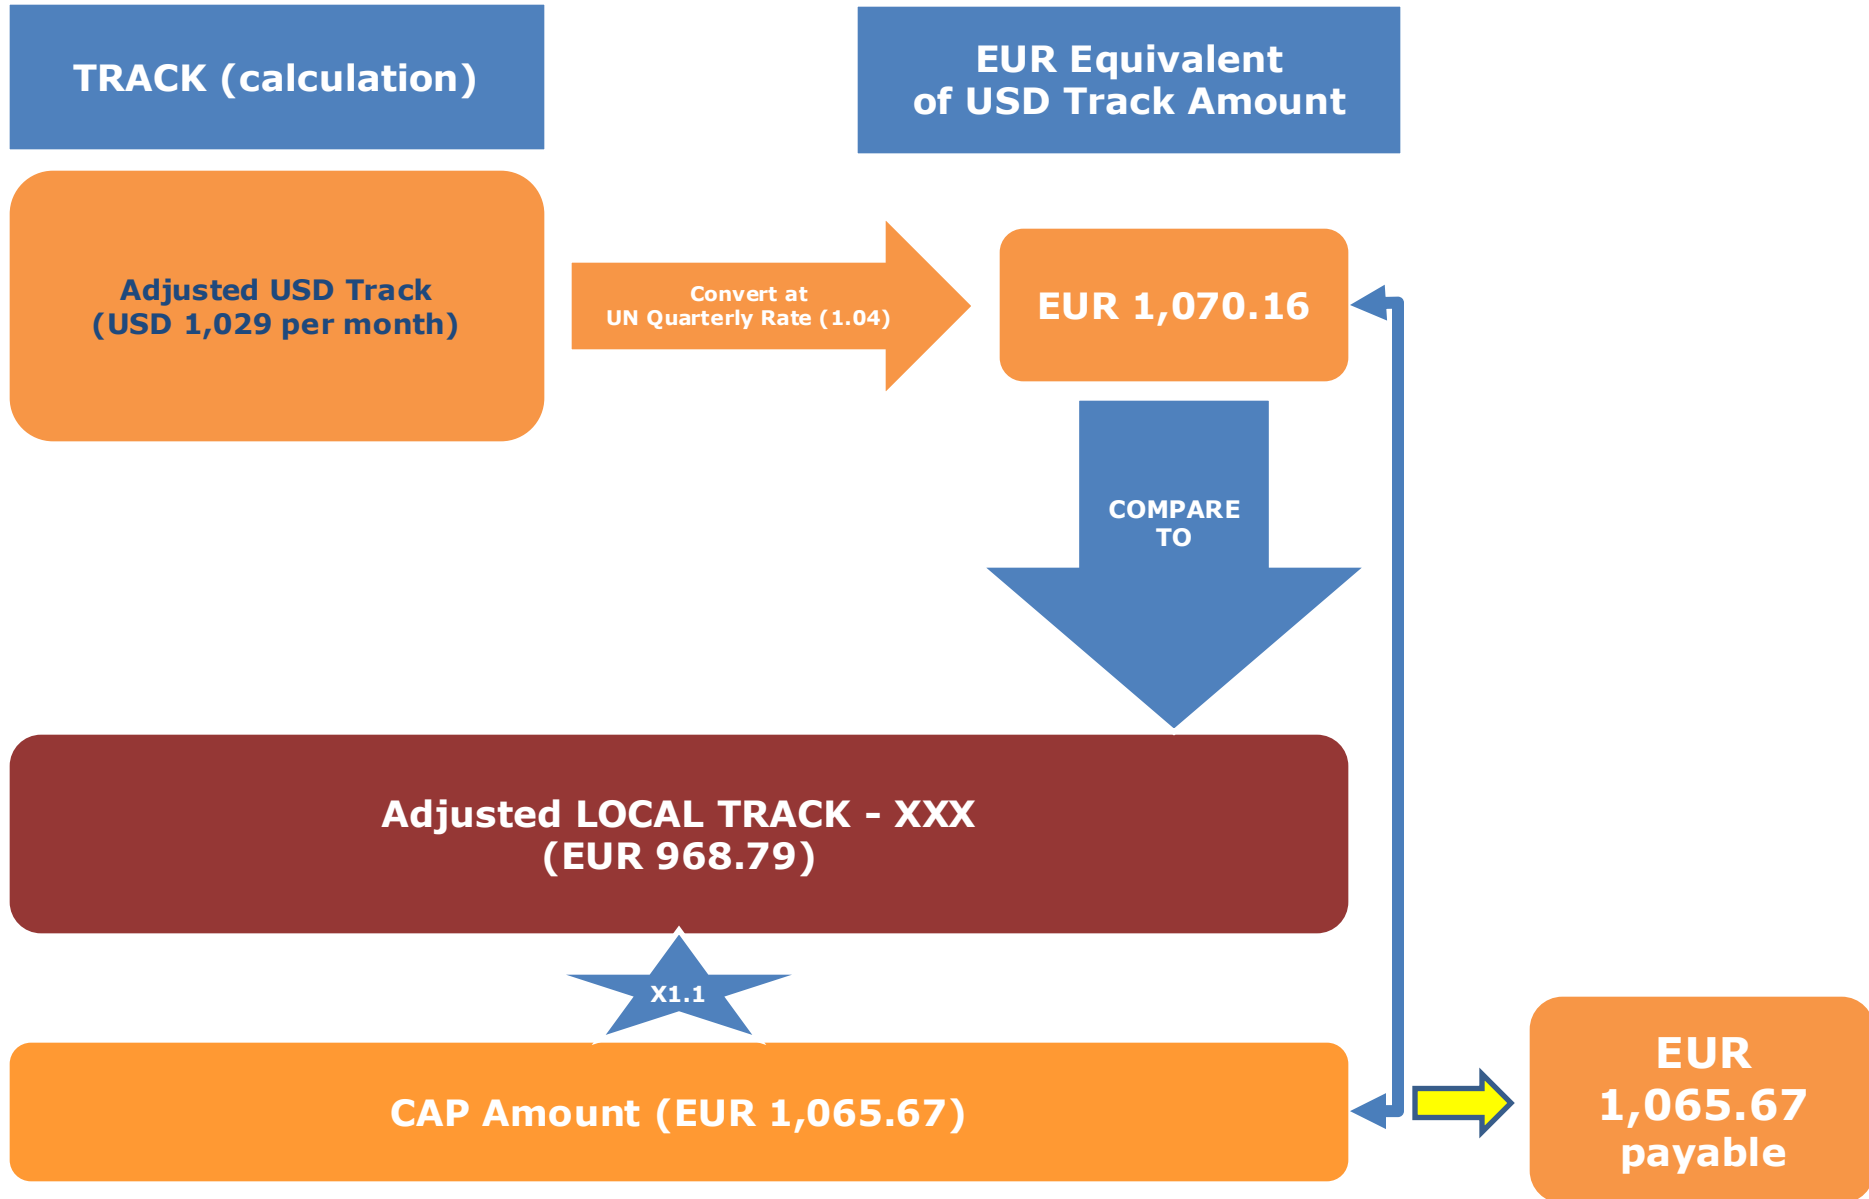 TRACK (calculation)
EUR Equivalent
of USD Track Amount
Adjusted USD Track
(USD 1,029 per month)
Convert at
UN Quarterly Rate (1.04)
EUR 1,070.16
COMPARE
TO
Adjusted LOCAL TRACK - XXX
(EUR 968.79)
X1.1
CAP Amount (EUR 1,065.67)
EUR
1,065.67
payable